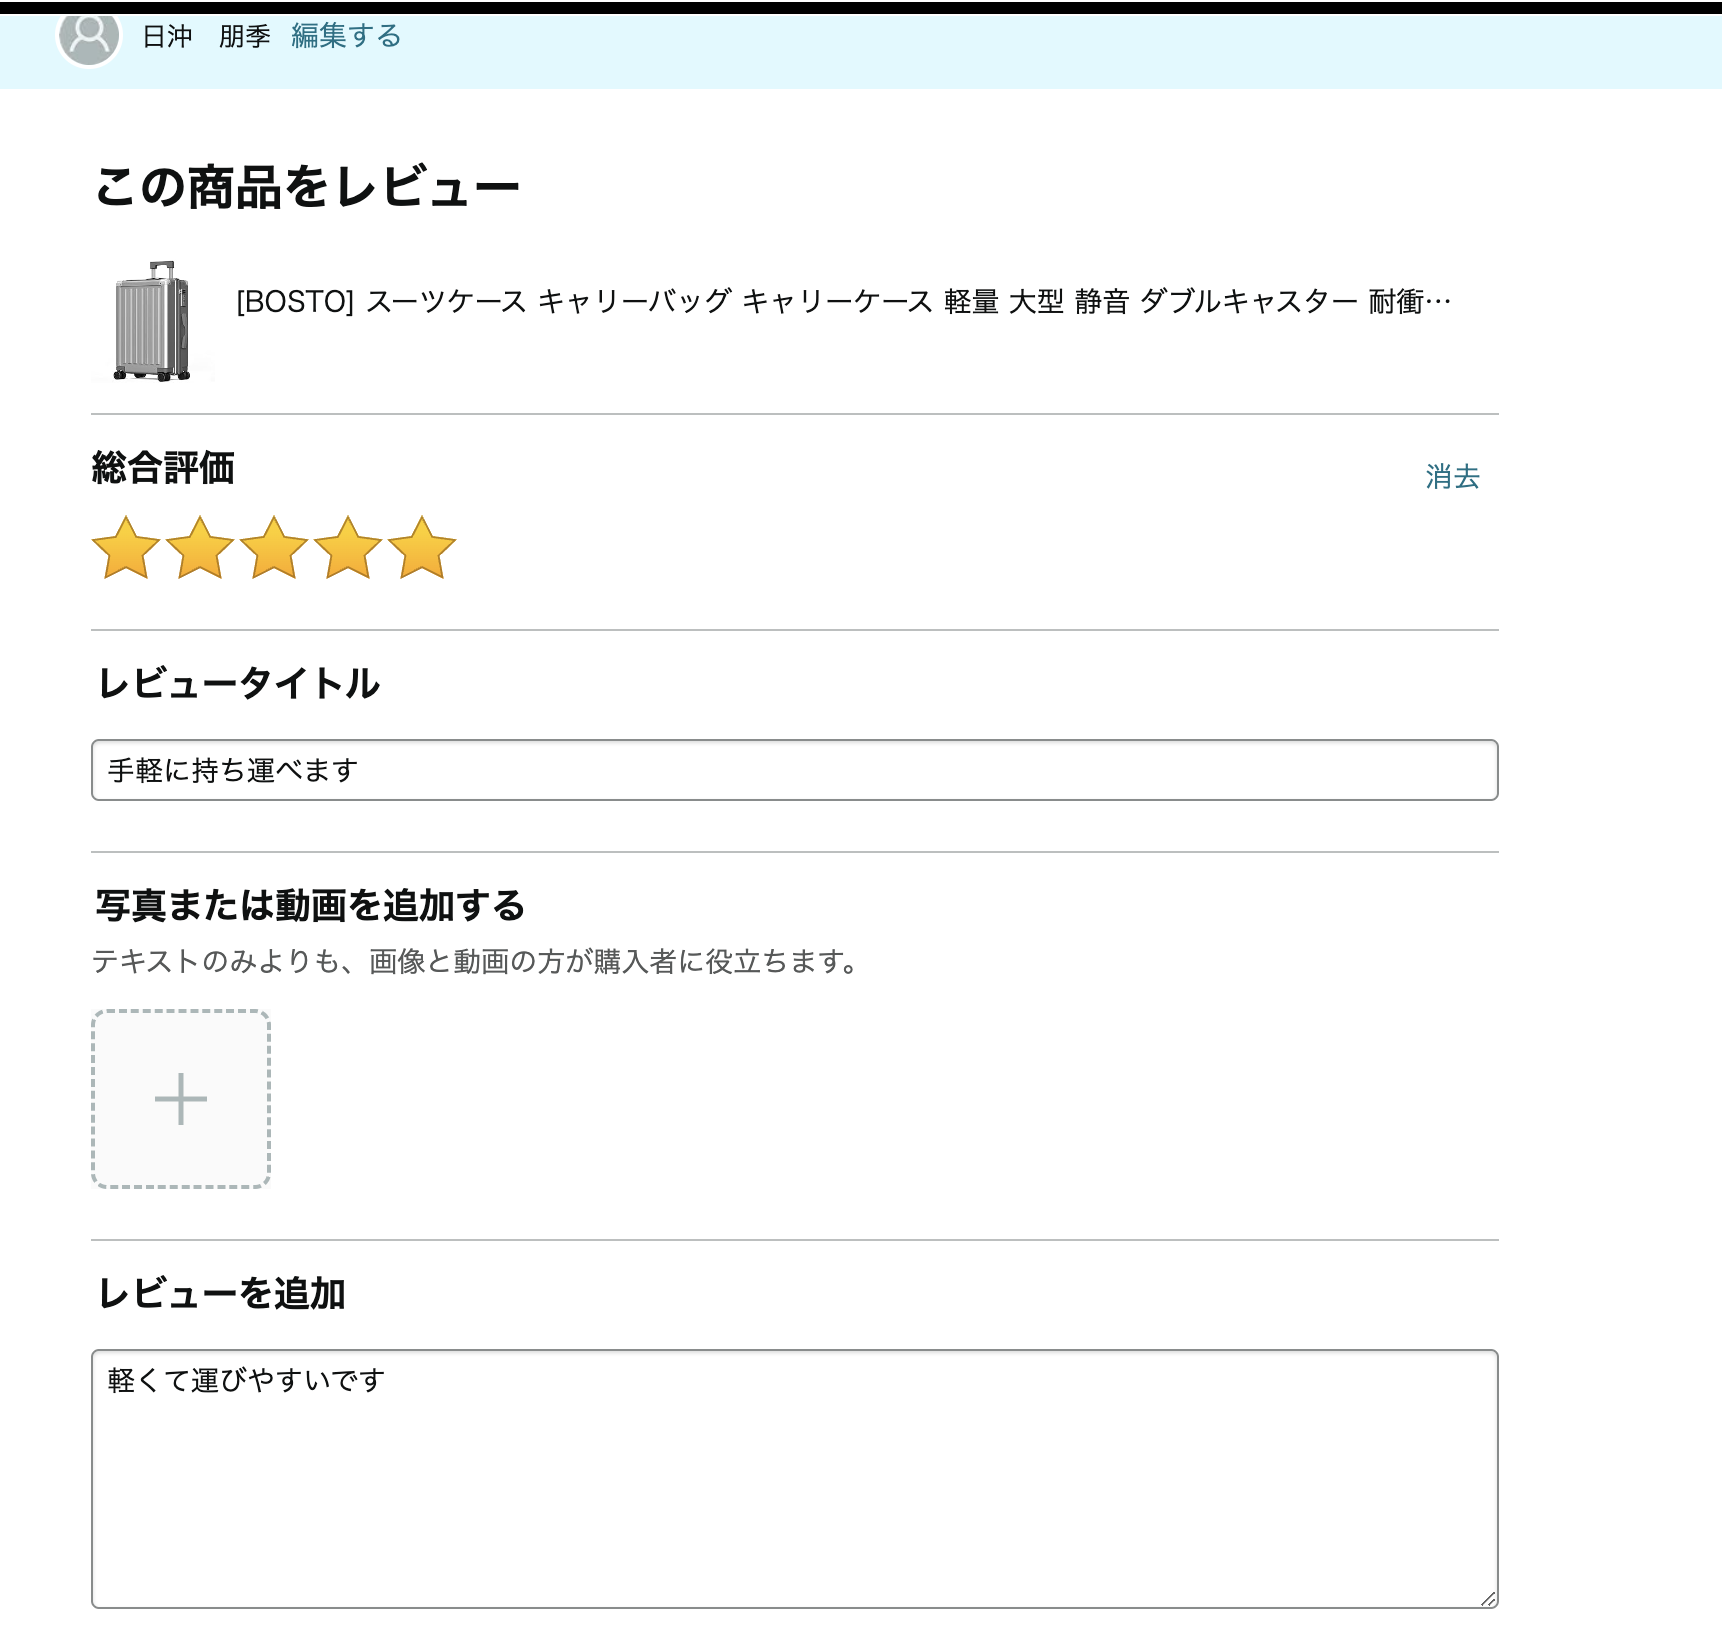 日沖　朋季 編集する
この商品をレビュー
[BOSTO] スーツケース キャリーバッグ キャリーケース 軽量 大型 静音 ダブルキャスター 耐衝…
総合評価
消去
レビュータイトル
手軽に持ち運べます
写真または動画を追加する
テキストのみよりも、画像と動画の方が購入者に役立ちます。
レビューを追加
軽くて運びやすいです